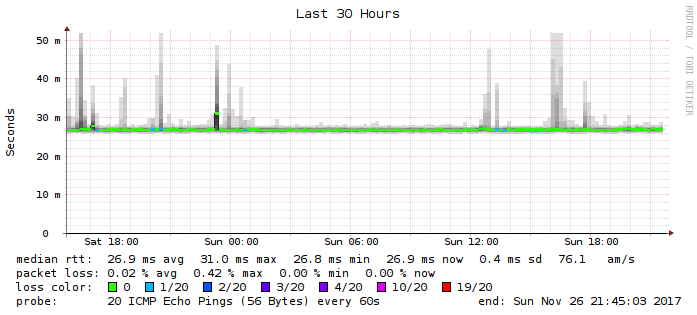 Last 30 Hours
RRDTOOL / TOBI OETIKER
Seconds
50 m
40 m
30 m
20 m
10 m
0
Sat 18:00 Sun 00:00 Sun 06:00 Sun 12:00 Sun 18:00
median rtt: 26.9 ms avg 31.0 ms max 26.8 ms min 26.9 ms now 0.4 ms sd 76.1 am/s
packet loss: 0.02 % avg 0.42 % max 0.00 % min 0.00 % now
loss color: 0 1/20 2/20 3/20 4/20 10/20 19/20
probe: 20 ICMP Echo Pings (56 Bytes) every 60s end: Sun Nov 26 21:45:03 2017